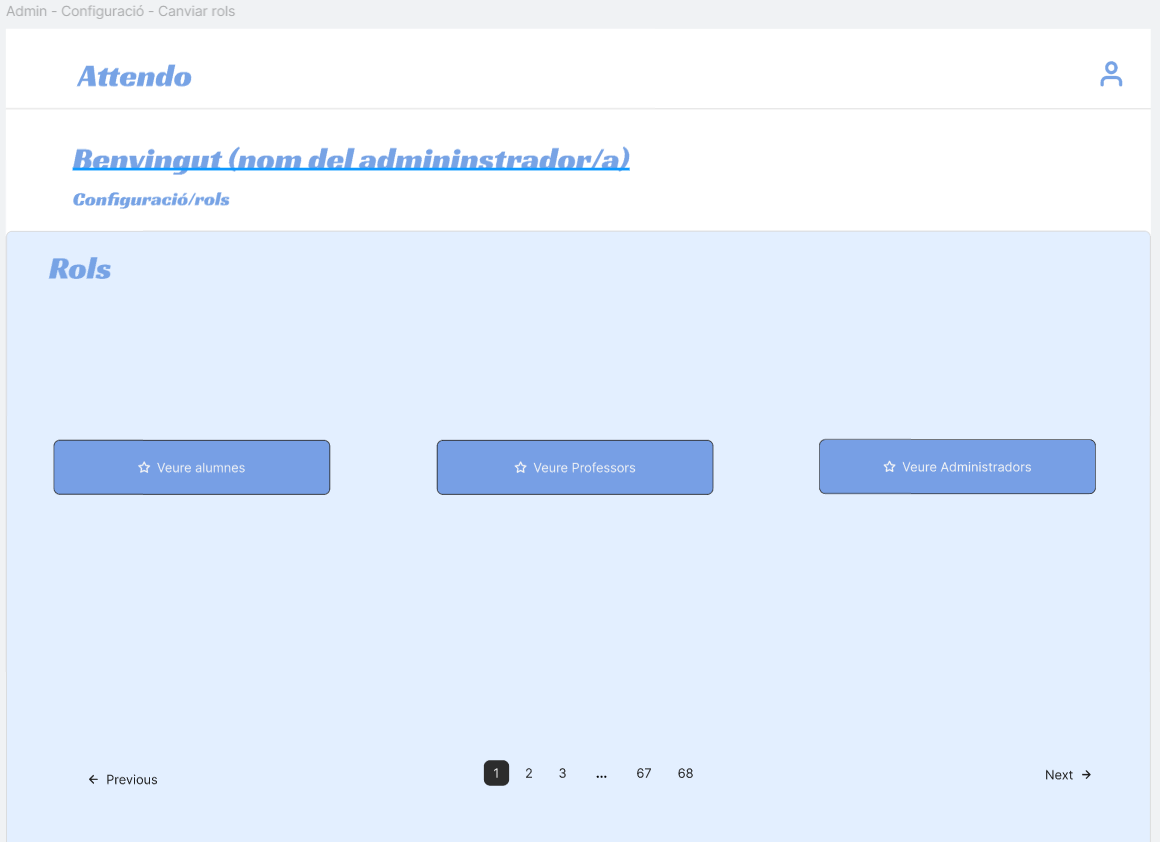 Admin - Configuració - Canviar rols
Attendo
Benvingut (nom del admininstrador/a)
Configuració/rols
Rols
Veure alumnes
Veure Professors
Veure Administradors
Previous
1 2 3 ... 67 68
Next